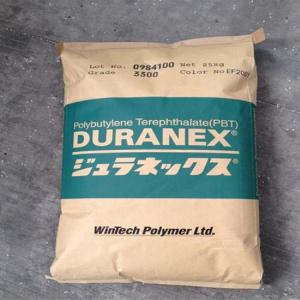 Lot No. 09S4100 Net 25Kg
Grade 3300 Color No EF2001
Polybutylene Terephthalate(PBT)
DURANEX®
ジュラネックス®
WinTech Polymer Ltd.